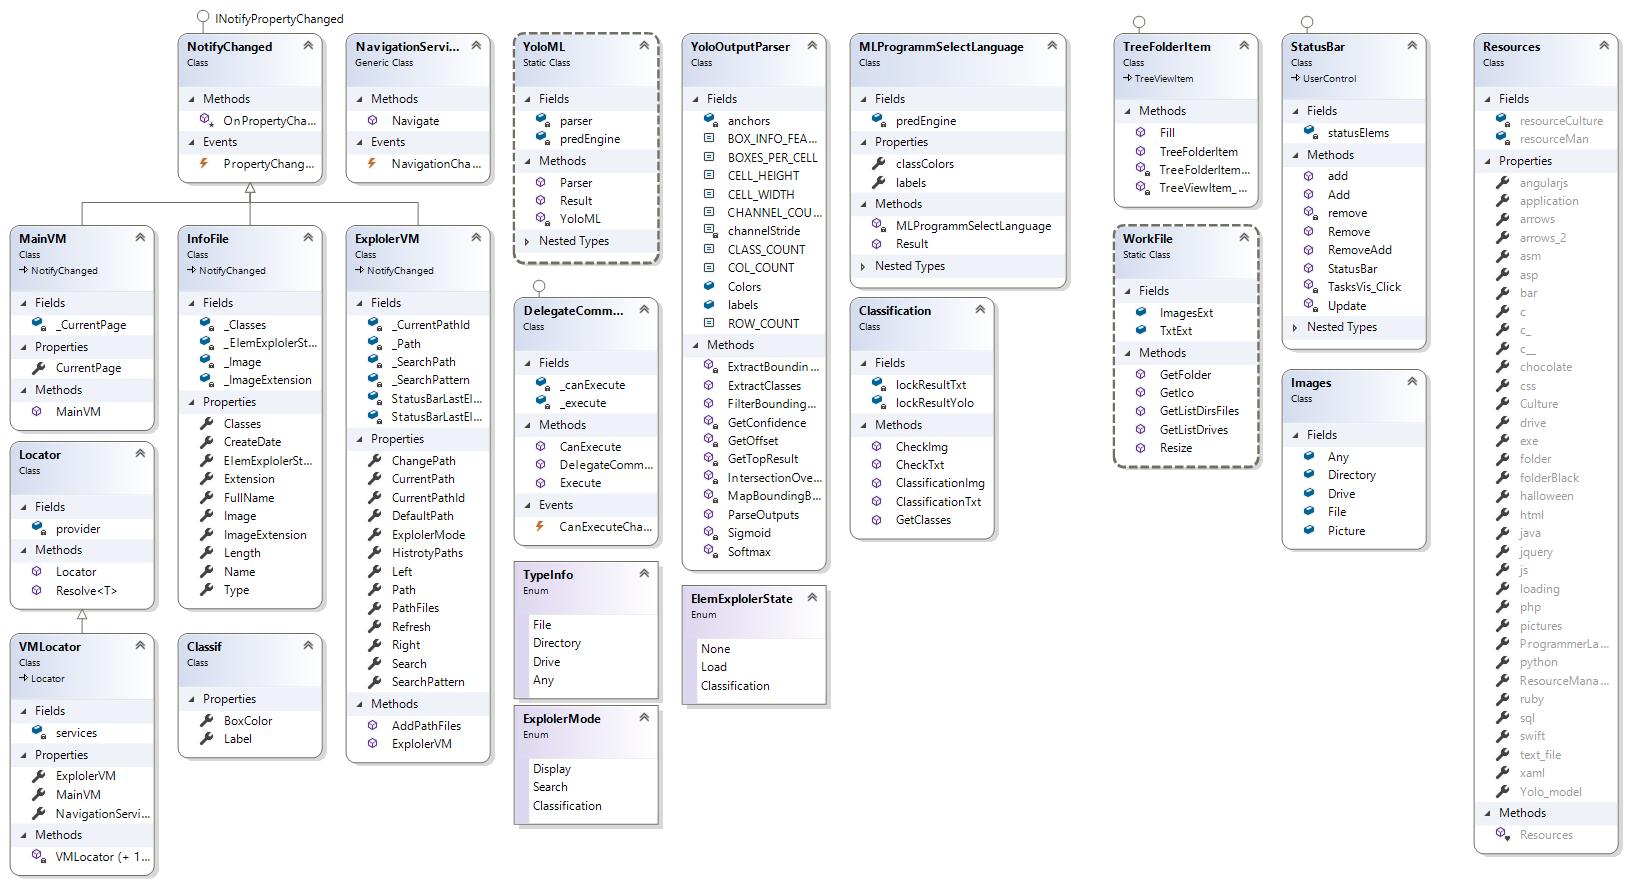 INotifyPropertyChanged
NotifyChanged
Class
Methods
OnPropertyCha...
Events
PropertyChang...
NavigationServi...
Generic Class
Methods
Navigate
Events
NavigationCha...
YoloML
Static Class
Fields
parser
predEngine
Methods
Parser
Result
YoloML
Nested Types
YoloOutputParser
Class
Fields
anchors
BOX_INFO_FEA...
BOXES_PER_CELL
CELL_HEIGHT
CELL_WIDTH
CHANNEL_COU...
channelStride
CLASS_COUNT
COL_COUNT
Colors
labels
ROW_COUNT
Methods
ExtractBoundin...
ExtractClasses
FilterBounding...
GetConfidence
GetOffset
GetTopResult
IntersectionOve...
MapBoundingB...
ParseOutputs
Sigmoid
Softmax
MLProgrammSelectLanguage
Class
Fields
predEngine
Properties
classColors
labels
Methods
MLProgrammSelectLanguage
Result
Nested Types
TreeFolderItem
Class
TreeViewItem
Methods
Fill
TreeFolderItem
TreeFolderItem...
TreeViewItem_...
StatusBar
Class
UserControl
Fields
statusElems
Methods
add
Add
remove
Remove
RemoveAdd
StatusBar
TasksVis_Click
Update
Nested Types
Resources
Class
Fields
resourceCulture
resourceMan
Properties
angularjs
application
arrows
arrows_2
asm
asp
bar
c
c_
c__
chocolate
css
Culture
drive
exe
folder
folderBlack
halloween
html
java
jquery
js
loading
php
pictures
ProgrammerLa...
python
ResourceMana...
ruby
sql
swift
text_file
xaml
Yolo_model
Methods
Resources
MainVM
Class
NotifyChanged
Fields
_CurrentPage
Properties
CurrentPage
Methods
MainVM
InfoFile
Class
NotifyChanged
Fields
_Classes
_ElemExplolerSt...
_Image
_ImageExtension
Properties
Classes
CreateDate
ElemExplolerSt...
Extension
FullName
Image
ImageExtension
Length
Name
Type
ExplolerVM
Class
NotifyChanged
Fields
_CurrentPathId
_Path
_SearchPath
_SearchPattern
StatusBarLastEl...
StatusBarLastEl...
Properties
ChangePath
CurrentPath
CurrentPathId
DefaultPath
ExplolerMode
HistrotyPaths
Left
Path
PathFiles
Refresh
Right
Search
SearchPattern
Methods
AddPathFiles
ExplolerVM
DelegateComm...
Class
Fields
_canExecute
_execute
Methods
CanExecute
DelegateComm...
Execute
Events
CanExecuteCha...
Classification
Class
Fields
lockResultTxt
lockResultYolo
Methods
CheckImg
CheckTxt
ClassificationImg
ClassificationTxt
GetClasses
WorkFile
Static Class
Fields
ImagesExt
TxtExt
Methods
GetFolder
GetIco
GetListDirsFiles
GetListDrives
Resize
Images
Class
Fields
Any
Directory
Drive
File
Picture
Locator
Class
Fields
provider
Methods
Locator
Resolve<T>
VMLocator
Class
Locator
Fields
services
Properties
ExplolerVM
MainVM
NavigationServi...
Methods
VMLocator (+ 1...
Classif
Class
Properties
BoxColor
Label
TypeInfo
Enum
File
Directory
Drive
Any
ElemExplolerState
Enum
None
Load
Classification
ExplolerMode
Enum
Display
Search
Classification